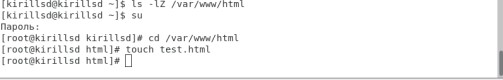 [kirillsd@kirillsd ~]$ ls -lZ /var/www/html
[kirillsd@kirillsd ~]$ su
Пароль:
[root@kirillsd kirillsd]# cd /var/www/html
[root@kirillsd html]# touch test.html
[root@kirillsd html]#